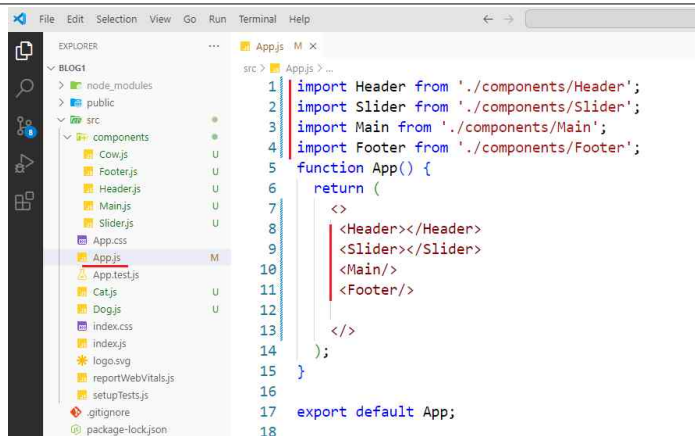 File Edit Selection View Go Run Terminal Help
EXPLORER
BLOG1
node_modules
public
src
components
Cow.js U
Footer.js U
Header.js U
Main.js U
Slider.js U
App.css
App.js M
App.test.js
Cat.js U
Dog.js U
index.css
index.js
logo.svg
reportWebVitals.js
setupTests.js
.gitignore
package-lock.json
8
App.js M
src > App.js > ...
1 import Header from './components/Header';
2 import Slider from './components/Slider';
3 import Main from './components/Main';
4 import Footer from './components/Footer';
5 function App() {
6 return (
7 <>
8 <Header></Header>
9 <Slider></Slider>
10 <Main/>
11 <Footer/>
12
13 </>
14 );
15 }
16
17 export default App;
18